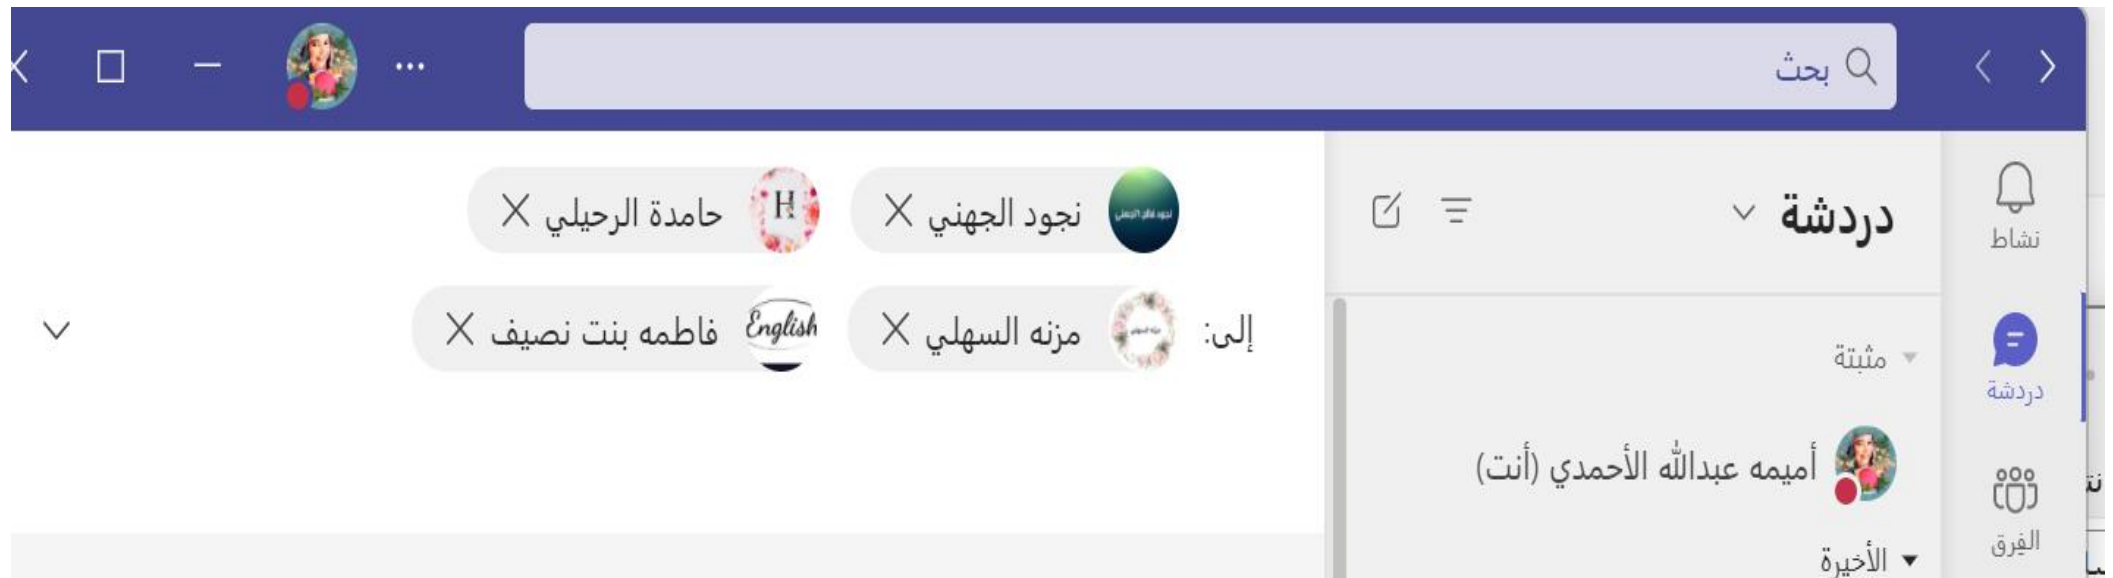 بحث
نشاط
دردشة
الفرق
دردشة
مثبتة
أميمه عبدالله الأحمدي (أنت)
الأخيرة
نجود الجهني
حامدة الرحيلي
إلى:
مزنه السهلي
فاطمه بنت نصيف
H
English